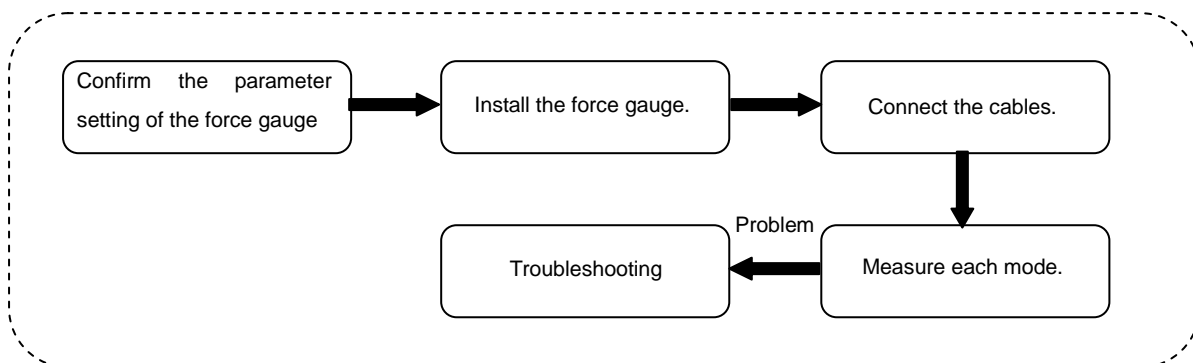 Confirm the parameter
setting of the force gauge
Install the force gauge.
Connect the cables.
Problem
Troubleshooting
Measure each mode.